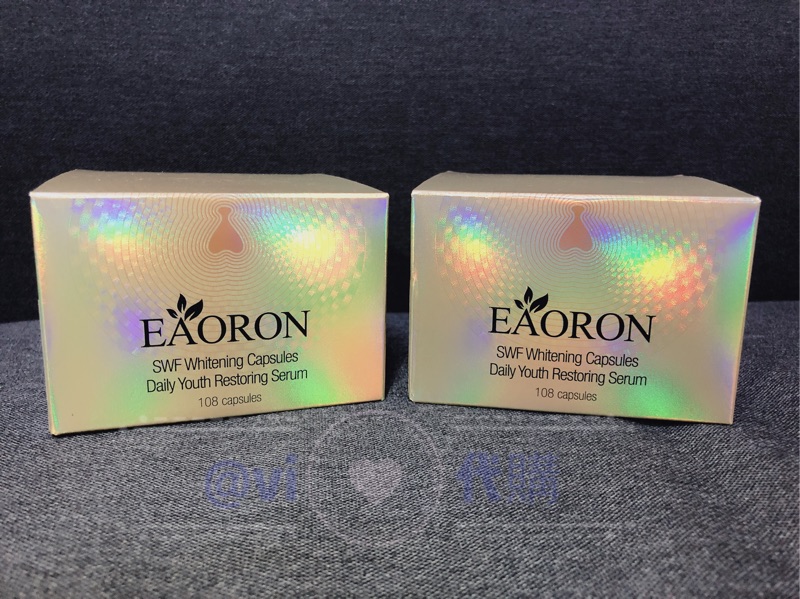 EAORON
SWF Whitening Capsules
Daily Youth Restoring Serum
108 capsules
EAORON
SWF Whitening Capsules
Daily Youth Restoring Serum
108 capsules
@vi 代購